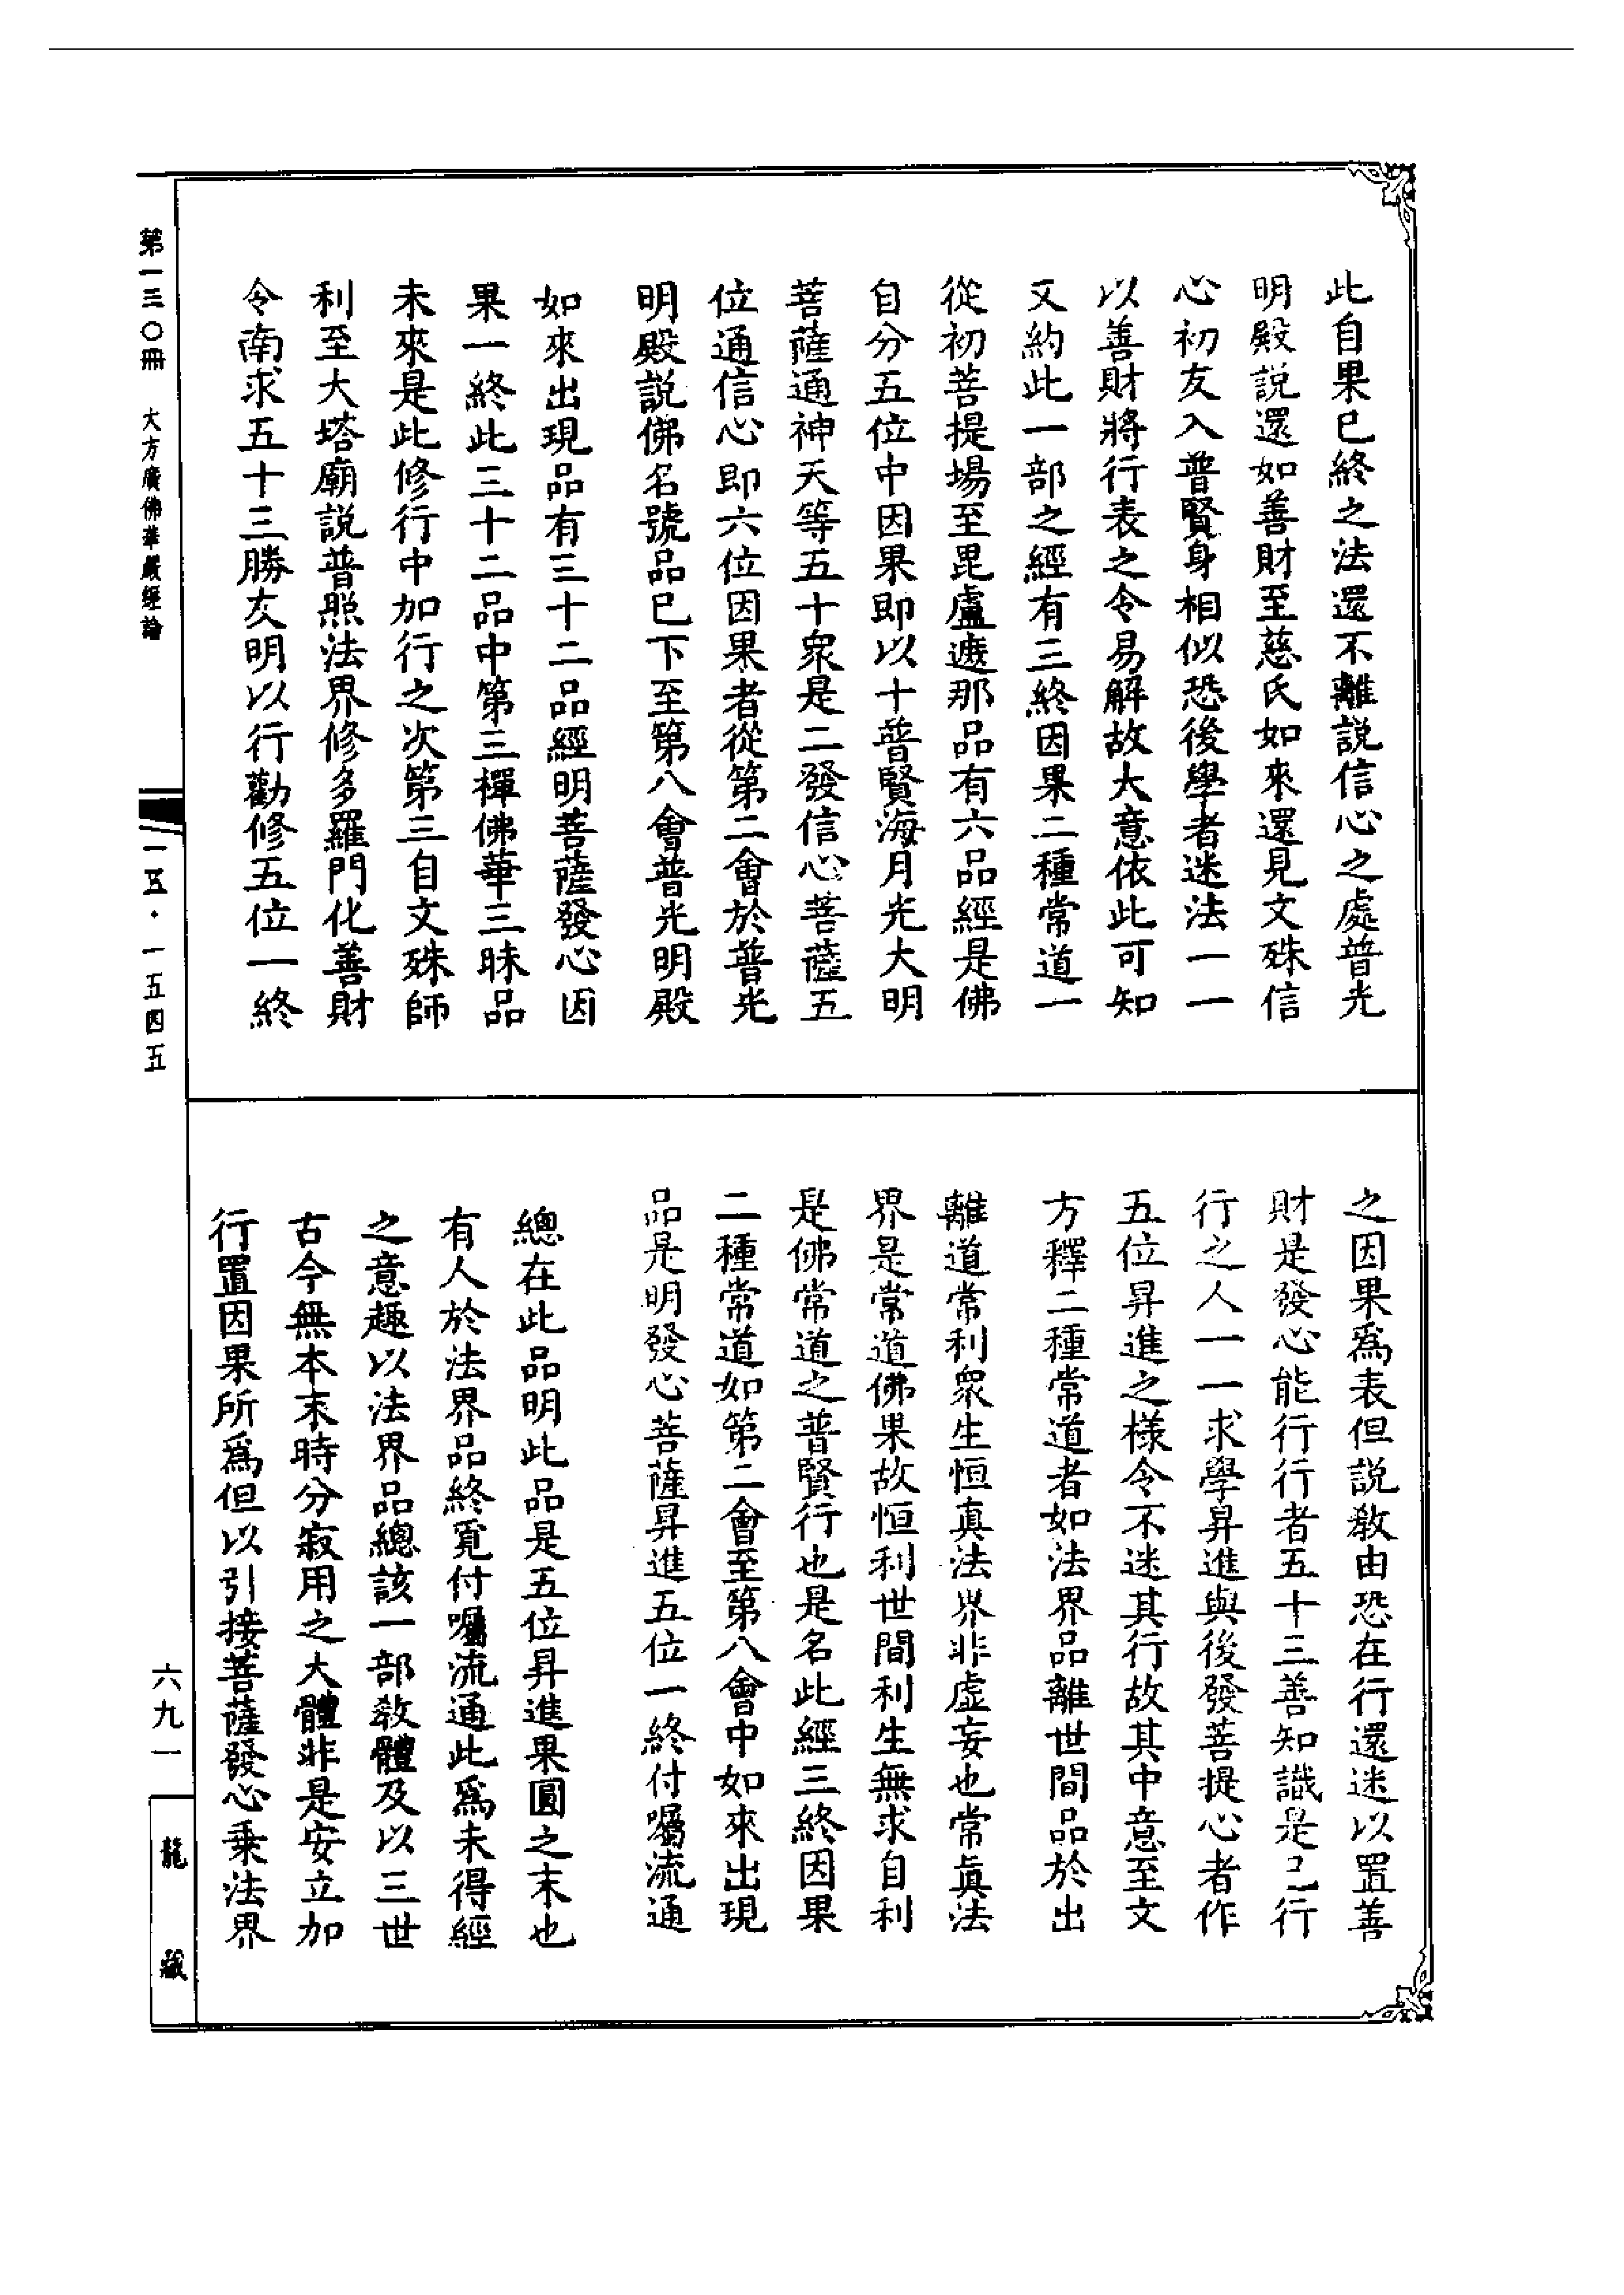 此自果已終之法還不離說信心之處普光
明殿說還如善財至慈氏如來還見文殊信
心初友入普賢身相似恐後學者迷法一一
以善財將行表之令易解故大意依此可知
又約此一部之經有三終因果二種常道一
從初菩提場至毘盧遮那品有六品經是佛
自分五位中因果即以十普賢海月光大明
菩薩通神天等五十衆是二發信心菩薩五
位通信心即六位因果者從第二會於普光
明殿說佛名號品已下至第八會普光明殿
如來出現品有三十二品經明菩薩發心因
果一終此三十二品中第三禪佛華三昧品
未來是此修行中加行之次第三自文殊師
利至大塔廟說普照法界修多羅門化善財
令南求五十三勝友明以行勸修五位一終
之因果爲表但説敎由恐在行還迷以置善
財是發心能行行者五十三善知識是已行
行之人一一求學昇進與後發菩提心者作
五位昇進之樣令不迷其行故其中意至文
方釋二種常道者如法界品離世間品於出
離道常利衆生恒真法界非虛妄也常眞法
界是常道佛果故恒利世間利生無求自利
是佛常道之普賢行也是名此經三終因果
二種常道如第二會至第八會中如來出現
品是明發心菩薩昇進五位一終付囑流通
總在此品明此品是五位昇進果圓之末也
有人於法界品終覓付囑流通此爲未得經
之意趣以法界品總該一部敎體及以三世
古今無本末時分寂用之大體非是安立加
行置因果所爲但以引接菩薩發心乘法界
第一三〇冊　大方廣佛華嚴經論
一五·一五四五
六九一
龍藏